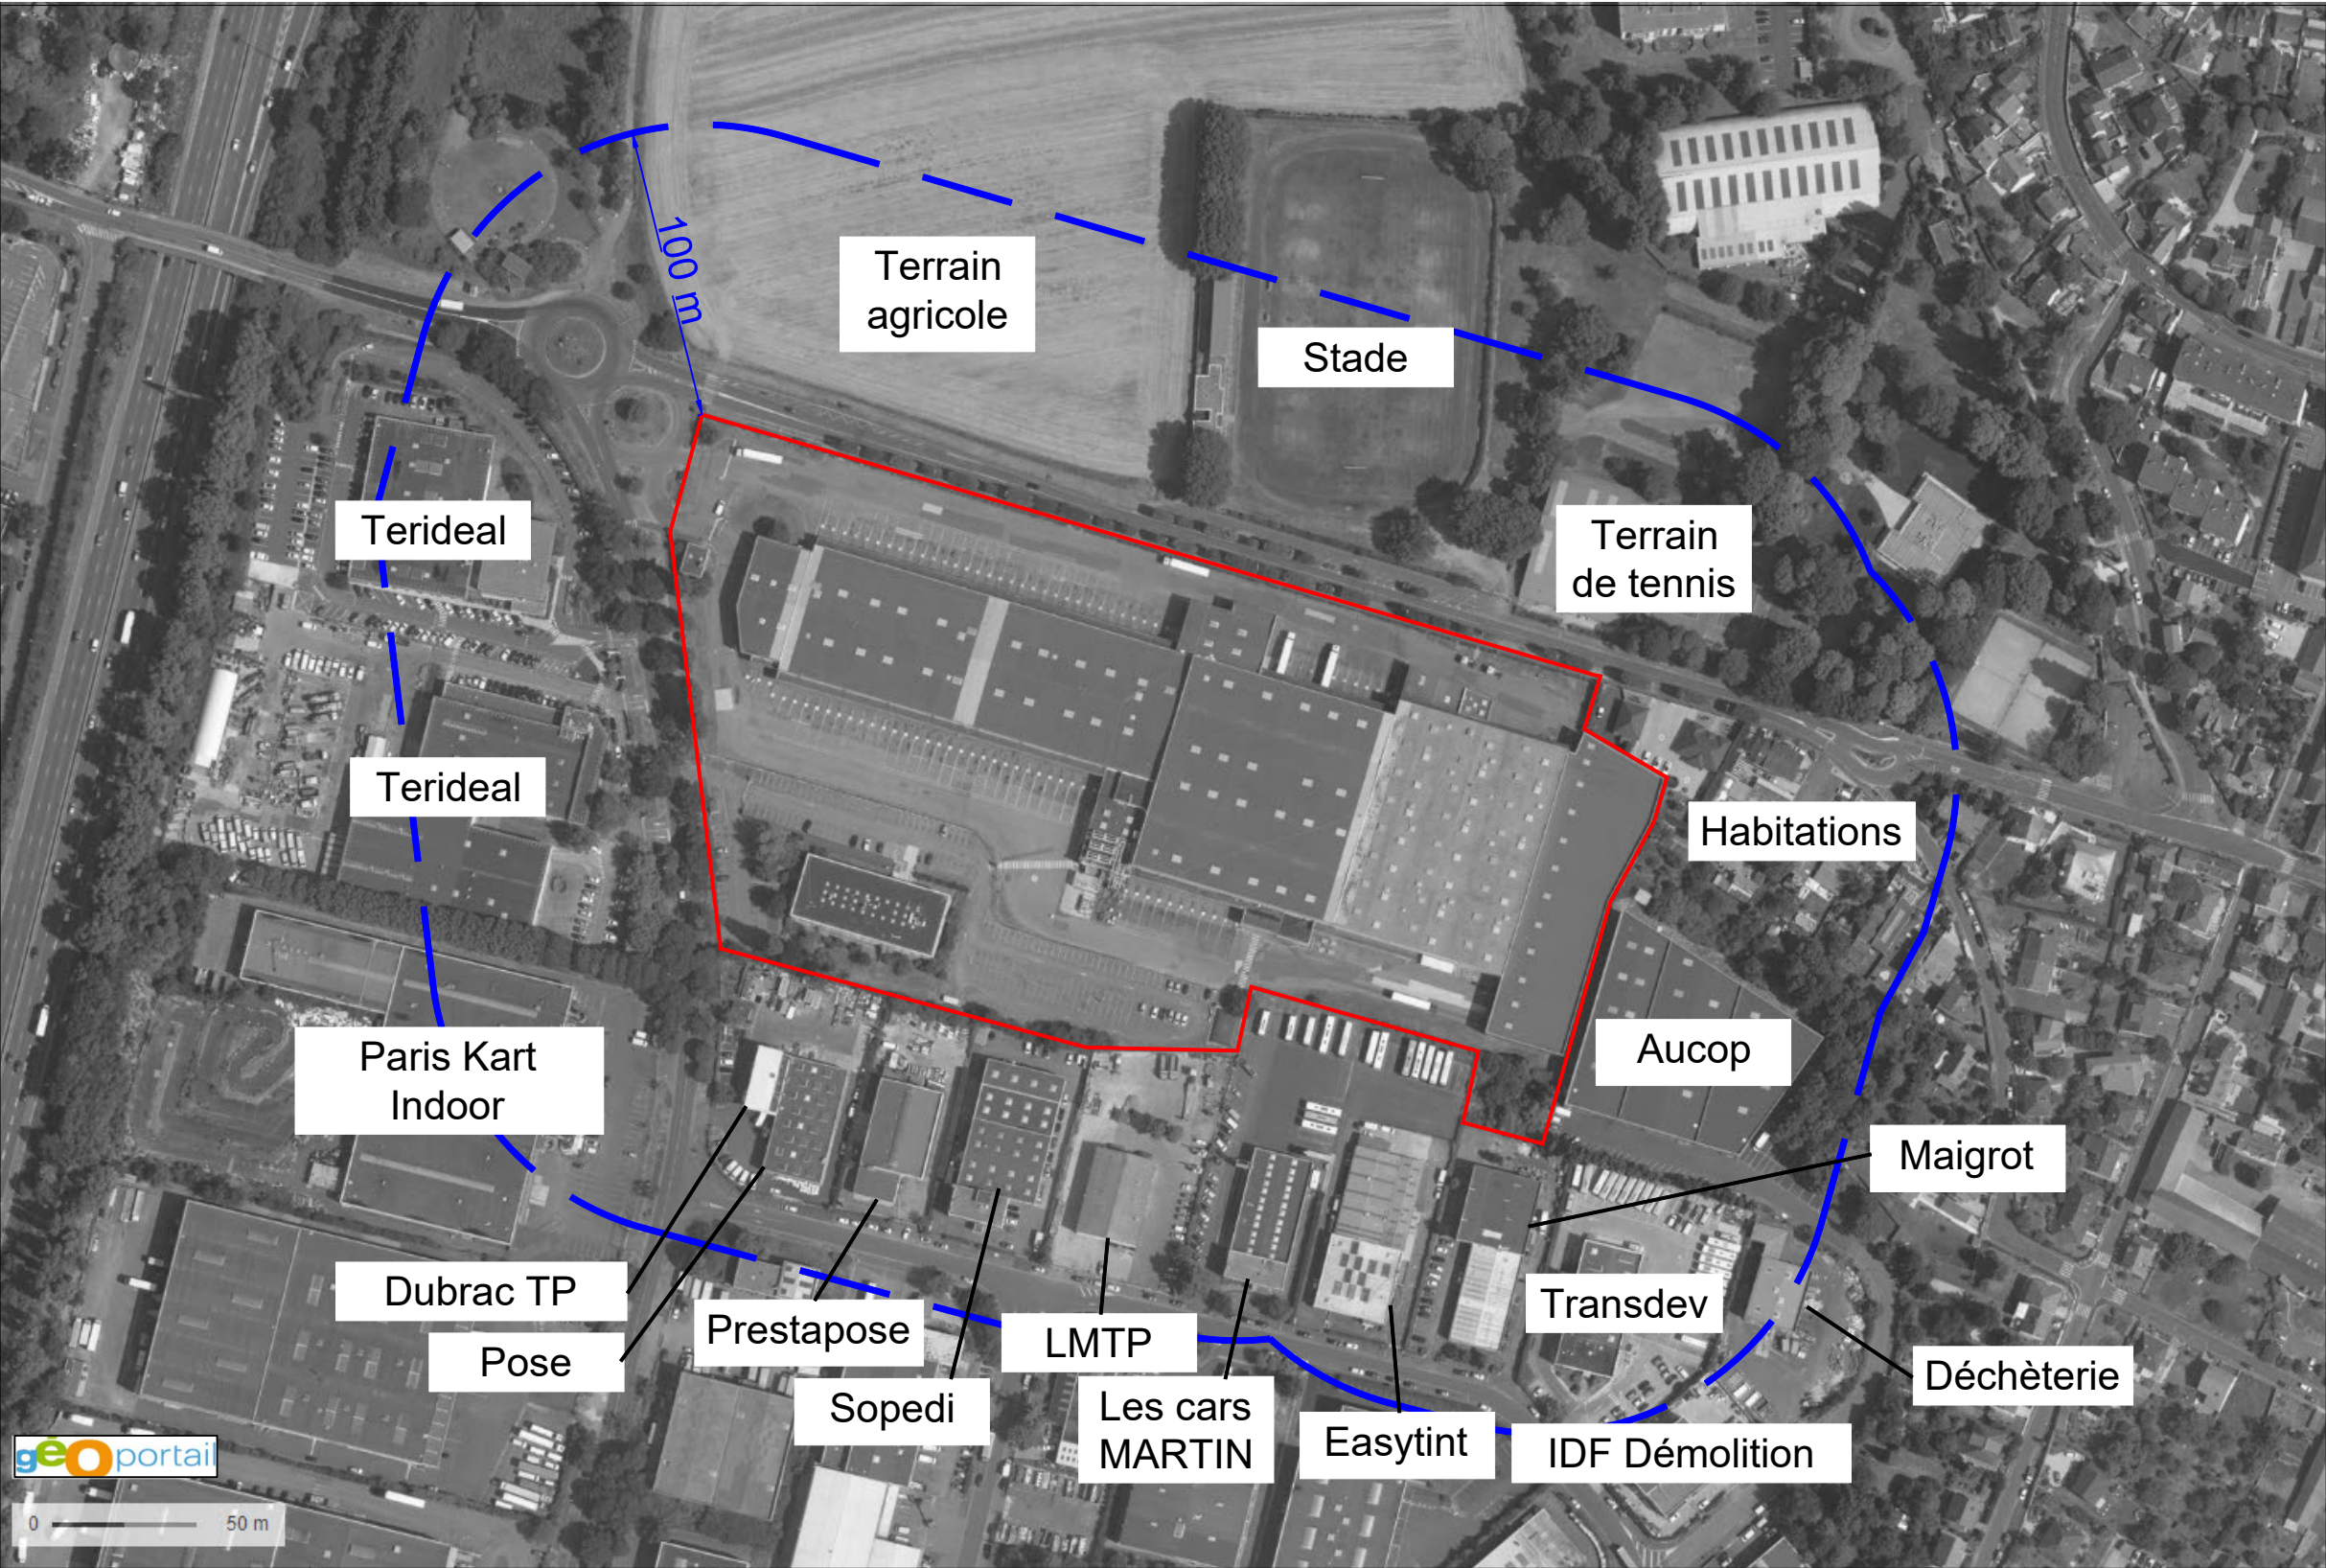 100 m
Terrain
agricole
Stade
Terideal
Terrain
de tennis
Terideal
Habitations
Paris Kart
Indoor
Aucop
Maigrot
Dubrac TP
Pose
Prestapose
Sopedi
LMTP
Les cars
MARTIN
Easytint
Transdev
IDF Démolition
Déchèterie
géoportail
0 50 m